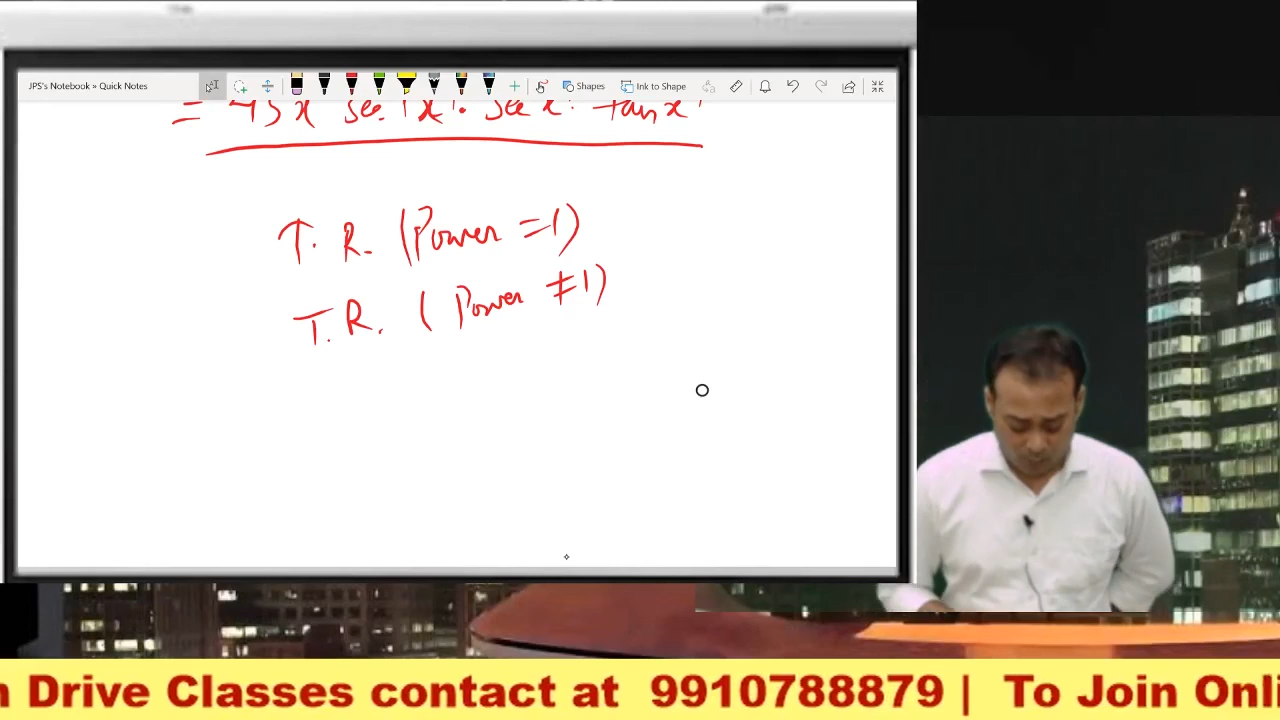 JPS's Notebook » Quick Notes
Shapes
Ink to Shape
T. R. (Power = 1)
T. R. ( Power ≠ 1)
n Drive Classes contact at 9910788879 | To Join Onli